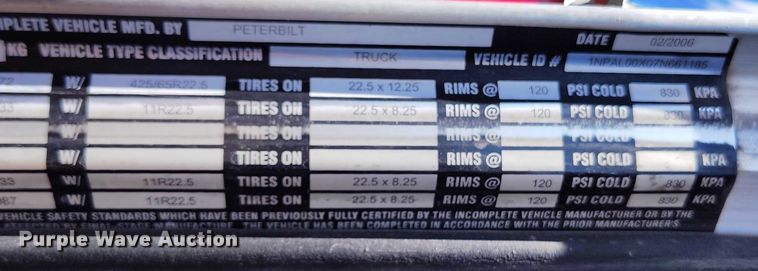 PLETE VEHICLE MFD. BY PETERBILT DATE 02/2006
KG VEHICLE TYPE CLASSIFICATION TRUCK VEHICLE ID # 1NPAL00X07N661185
72 W/ 425/65R22.5 TIRES ON 22.5 x 12.25 RIMS @ 120 PSI COLD 830 KPA
33 W/ 11R22.5 TIRES ON 22.5 x 8.25 RIMS @ 120 PSI COLD 830 KPA
W/ TIRES ON RIMS @ PSI COLD KPA
W/ TIRES ON RIMS @ PSI COLD KPA
33 W/ 11R22.5 TIRES ON 22.5 x 8.25 RIMS @ 120 PSI COLD 830 KPA
87 W/ 11R22.5 TIRES ON 22.5 x 8.25 RIMS @ 120 PSI COLD 830 KPA
VEHICLE SAFETY STANDARDS WHICH HAVE BEEN PREVIOUSLY FULLY CERTIFIED BY THE INCOMPLETE VEHICLE MANUFACTURER OR BY THE
THE VEHICLE HAS BEEN COMPLETED IN ACCORDANCE WITH THE PRIOR MANUFACTURER'S
Purple Wave Auction